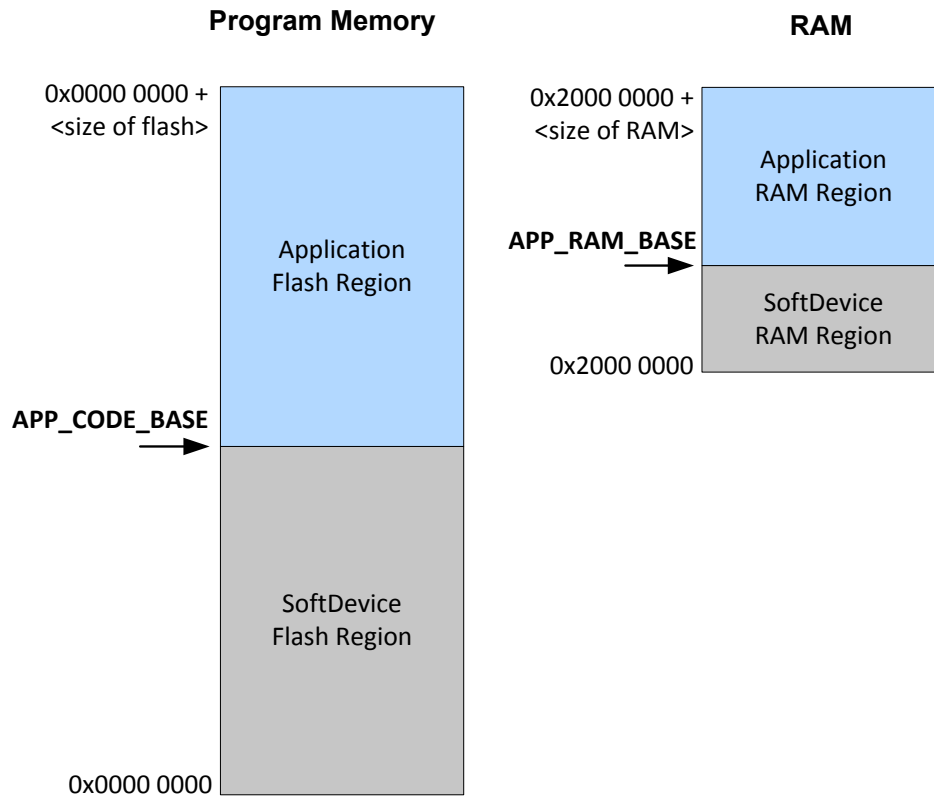 Program Memory
0x0000 0000 +
<size of flash>
Application
Flash Region
APP_CODE_BASE
SoftDevice
Flash Region
0x0000 0000
RAM
0x2000 0000 +
<size of RAM>
Application
RAM Region
APP_RAM_BASE
SoftDevice
RAM Region
0x2000 0000